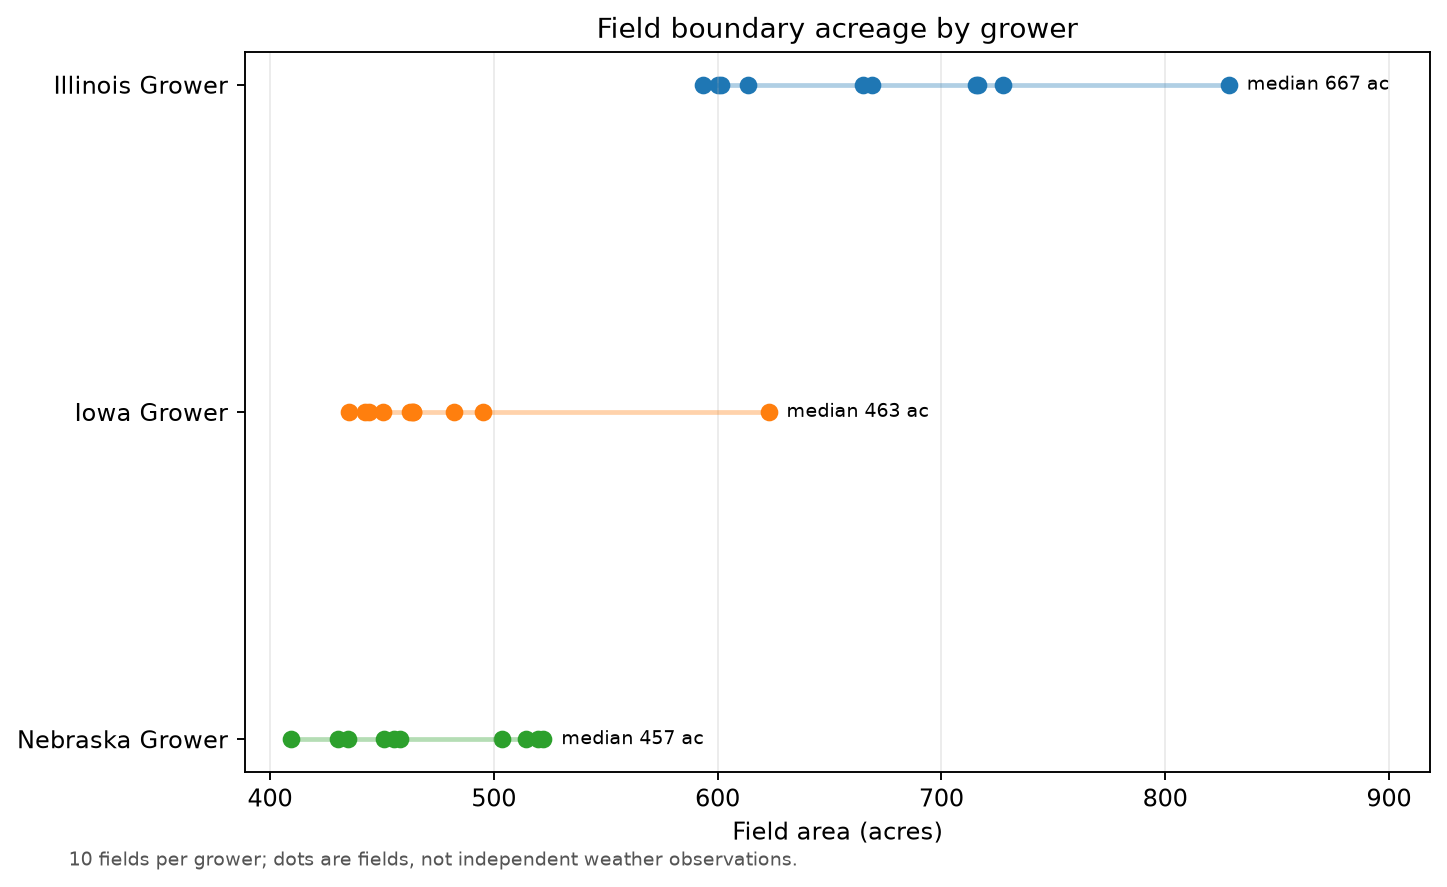 Field boundary acreage by grower
Illinois Grower
median 667 ac
Iowa Grower
median 463 ac
Nebraska Grower
median 457 ac
400 500 600 700 800 900
Field area (acres)
10 fields per grower; dots are fields, not independent weather observations.